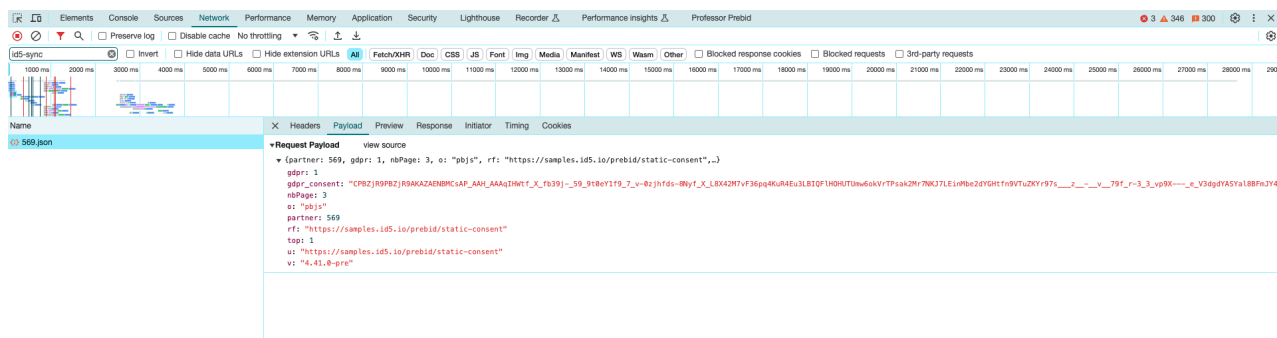 Elements Console Sources Network Performance Memory Application Security Lighthouse Recorder Performance insights Professor Prebid 3 346 300
Preserve log Disable cache No throttling
id5-sync Invert Hide data URLs Hide extension URLs All Fetch/XHR Doc CSS JS Font Img Media Manifest WS Wasm Other Blocked response cookies Blocked requests 3rd-party requests
1000 ms 2000 ms 3000 ms 4000 ms 5000 ms 6000 ms 7000 ms 8000 ms 9000 ms 10000 ms 11000 ms 12000 ms 13000 ms 14000 ms 15000 ms 16000 ms 17000 ms 18000 ms 19000 ms 20000 ms 21000 ms 22000 ms 23000 ms 24000 ms 25000 ms 26000 ms 27000 ms 28000 ms 290
Name Headers Payload Preview Response Initiator Timing Cookies
569.json
Request Payload view source
{partner: 569, gdpr: 1, nbPage: 3, o: "pbjs", rf: "https://samples.id5.io/prebid/static-consent",…}
gdpr: 1
gdpr_consent:
nbPage: 3
o: "pbjs"
partner: 569
rf: "https://samples.id5.io/prebid/static-consent"
top: 1
u: "https://samples.id5.io/prebid/static-consent"
v: "4.41.0-pre"